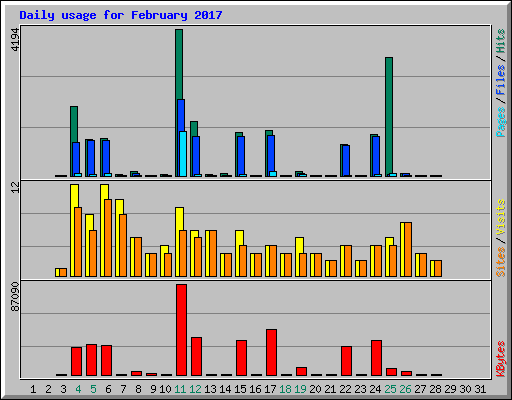 Daily usage for February 2017
4194
Pages / Files / Hits
12
Sites / Visits
87090
KBytes
1 2 3 4 5 6 7 8 9 10 11 12 13 14 15 16 17 18 19 20 21 22 23 24 25 26 27 28 29 30 31